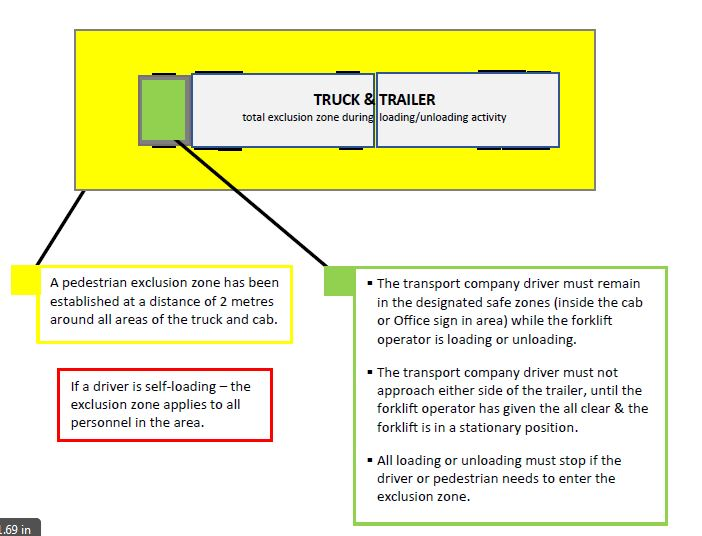 TRUCK & TRAILER
total exclusion zone during loading/unloading activity
A pedestrian exclusion zone has been
established at a distance of 2 metres
around all areas of the truck and cab.
If a driver is self-loading – the
exclusion zone applies to all
personnel in the area.
▪ The transport company driver must remain
in the designated safe zones (inside the cab
or Office sign in area) while the forklift
operator is loading or unloading.
▪ The transport company driver must not
approach either side of the trailer, until the
forklift operator has given the all clear & the
forklift is in a stationary position.
▪ All loading or unloading must stop if the
driver or pedestrian needs to enter the
exclusion zone.
.69 in